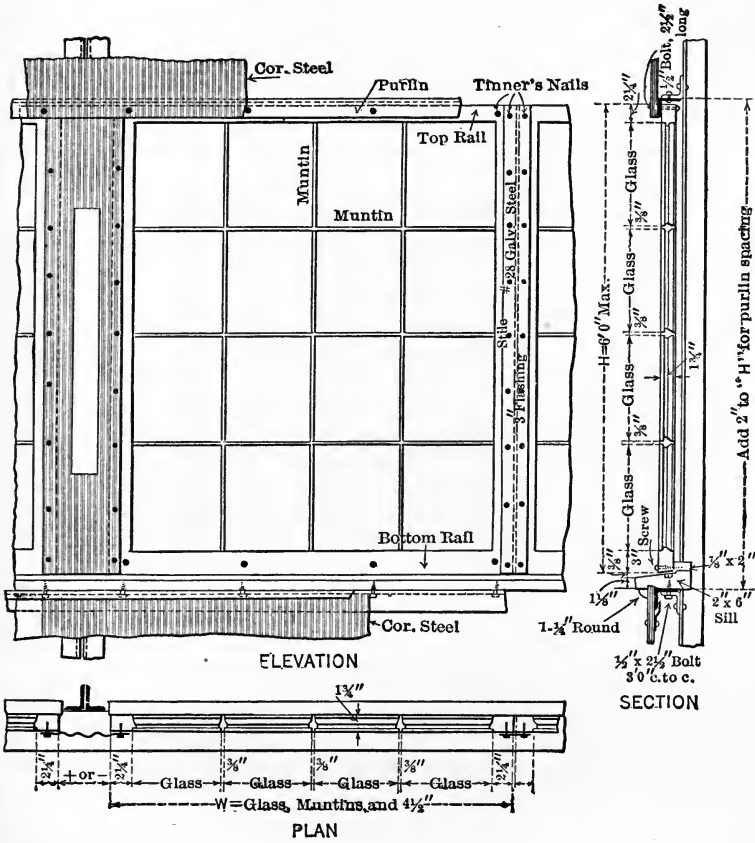 Cor. Steel
Purlin
Tinner's Nails
Top Rail
Muntin
Muntin
Stile
#28 Galv. Steel
3" Flashing
Bottom Rail
Cor. Steel
ELEVATION
½" Bolt, 2½"
long
2¼"
Glass
⅜"
Glass
⅜"
Glass
⅜"
Glass
1¾"
H=6'0" Max.
Add 2" to "H" for purlin spacing
Screw
3"
⅜"
⅞" x 2"
1⅛"
2" x 6"
Sill
1-¼" Round
½" x 2½" Bolt
3'0" c. to c.
SECTION
1¾"
⅜" ⅜" ⅜"
2¼" + or - 2¼" Glass Glass Glass Glass 2¼"
W=Glass, Muntins, and 4½"
PLAN